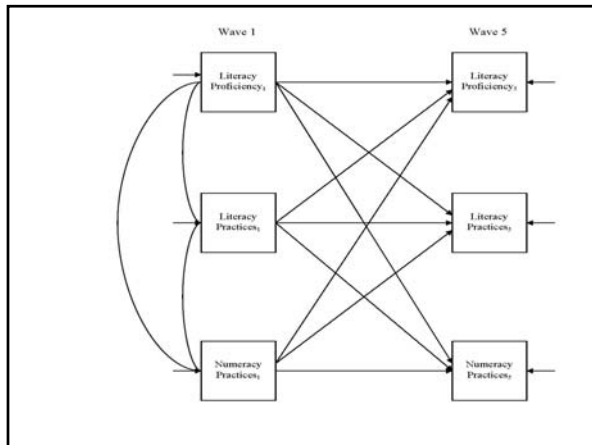 Wave 1
Wave 5
Literacy
Proficiency₁
Literacy
Proficiency₅
Literacy
Practices₁
Literacy
Practices₅
Numeracy
Practices₁
Numeracy
Practices₅